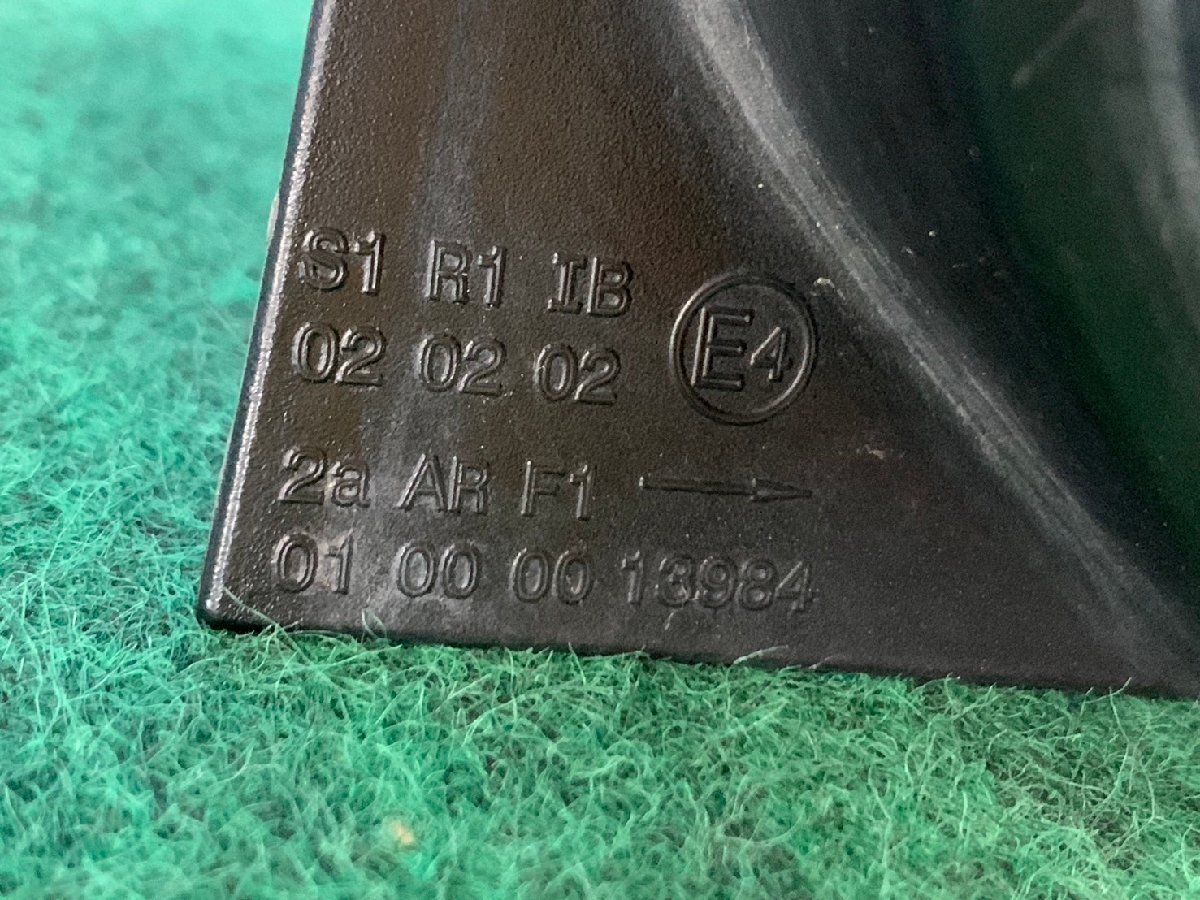 S1 R1 IB
02 02 02 E4
2a AR F1 →
01 00 00 13984